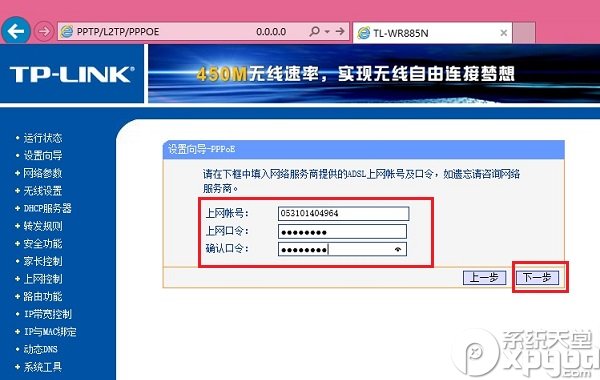 PPTP/L2TP/PPPOE 0.0.0.0 TL-WR885N
TP-LINK
450M无线速率，实现无线自由连接梦想
运行状态
设置向导
网络参数
无线设置
DHCP服务器
转发规则
安全功能
家长控制
上网控制
路由功能
IP带宽控制
IP与MAC绑定
动态DNS
系统工具
设置向导-PPPoE
请在下框中填入网络服务商提供的ADSL上网帐号及口令，如遗忘请咨询网络
服务商。
上网帐号： 053101404964
上网口令： ●●●●●●●●
确认口令： ●●●●●●●●
上一步 下一步
系统天堂